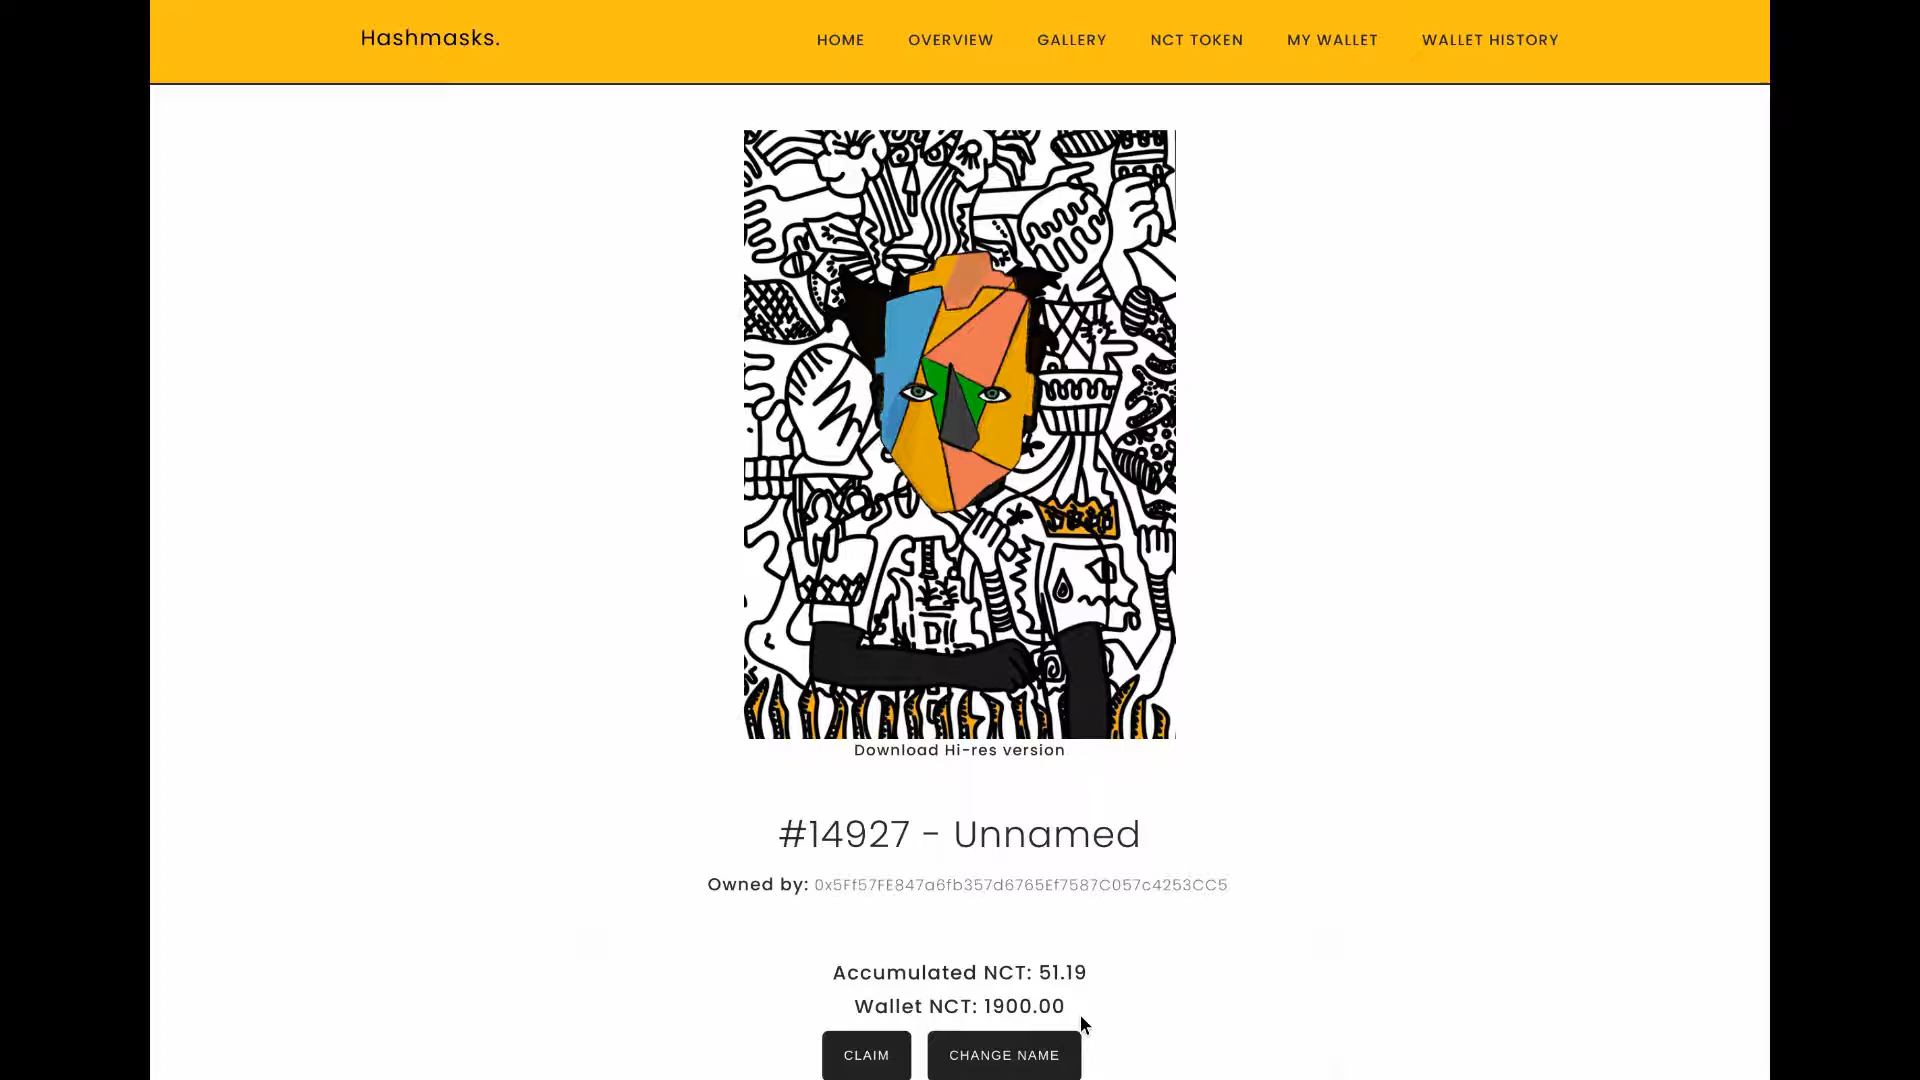 Hashmasks.
HOME OVERVIEW GALLERY NCT TOKEN MY WALLET WALLET HISTORY
Download Hi-res version
#14927 - Unnamed
Owned by: 0x5Ff57FE847a6fb357d6765Ef7587C057c4253CC5
Accumulated NCT: 51.19
Wallet NCT: 1900.00
CLAIM CHANGE NAME